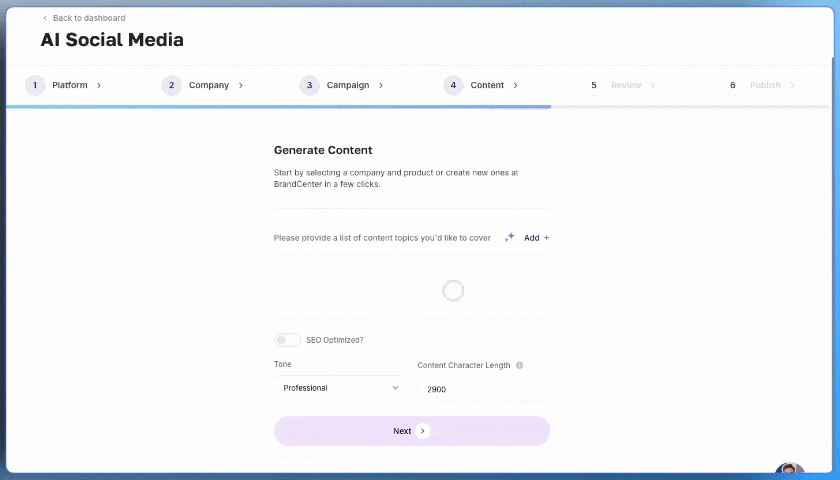 Back to dashboard
AI Social Media
1 Platform
2 Company
3 Campaign
4 Content
5 Review
6 Publish
Generate Content
Start by selecting a company and product or create new ones at
BrandCenter in a few clicks.
Please provide a list of content topics you'd like to cover Add +
SEO Optimized?
Tone
Content Character Length
Professional
2900
Next